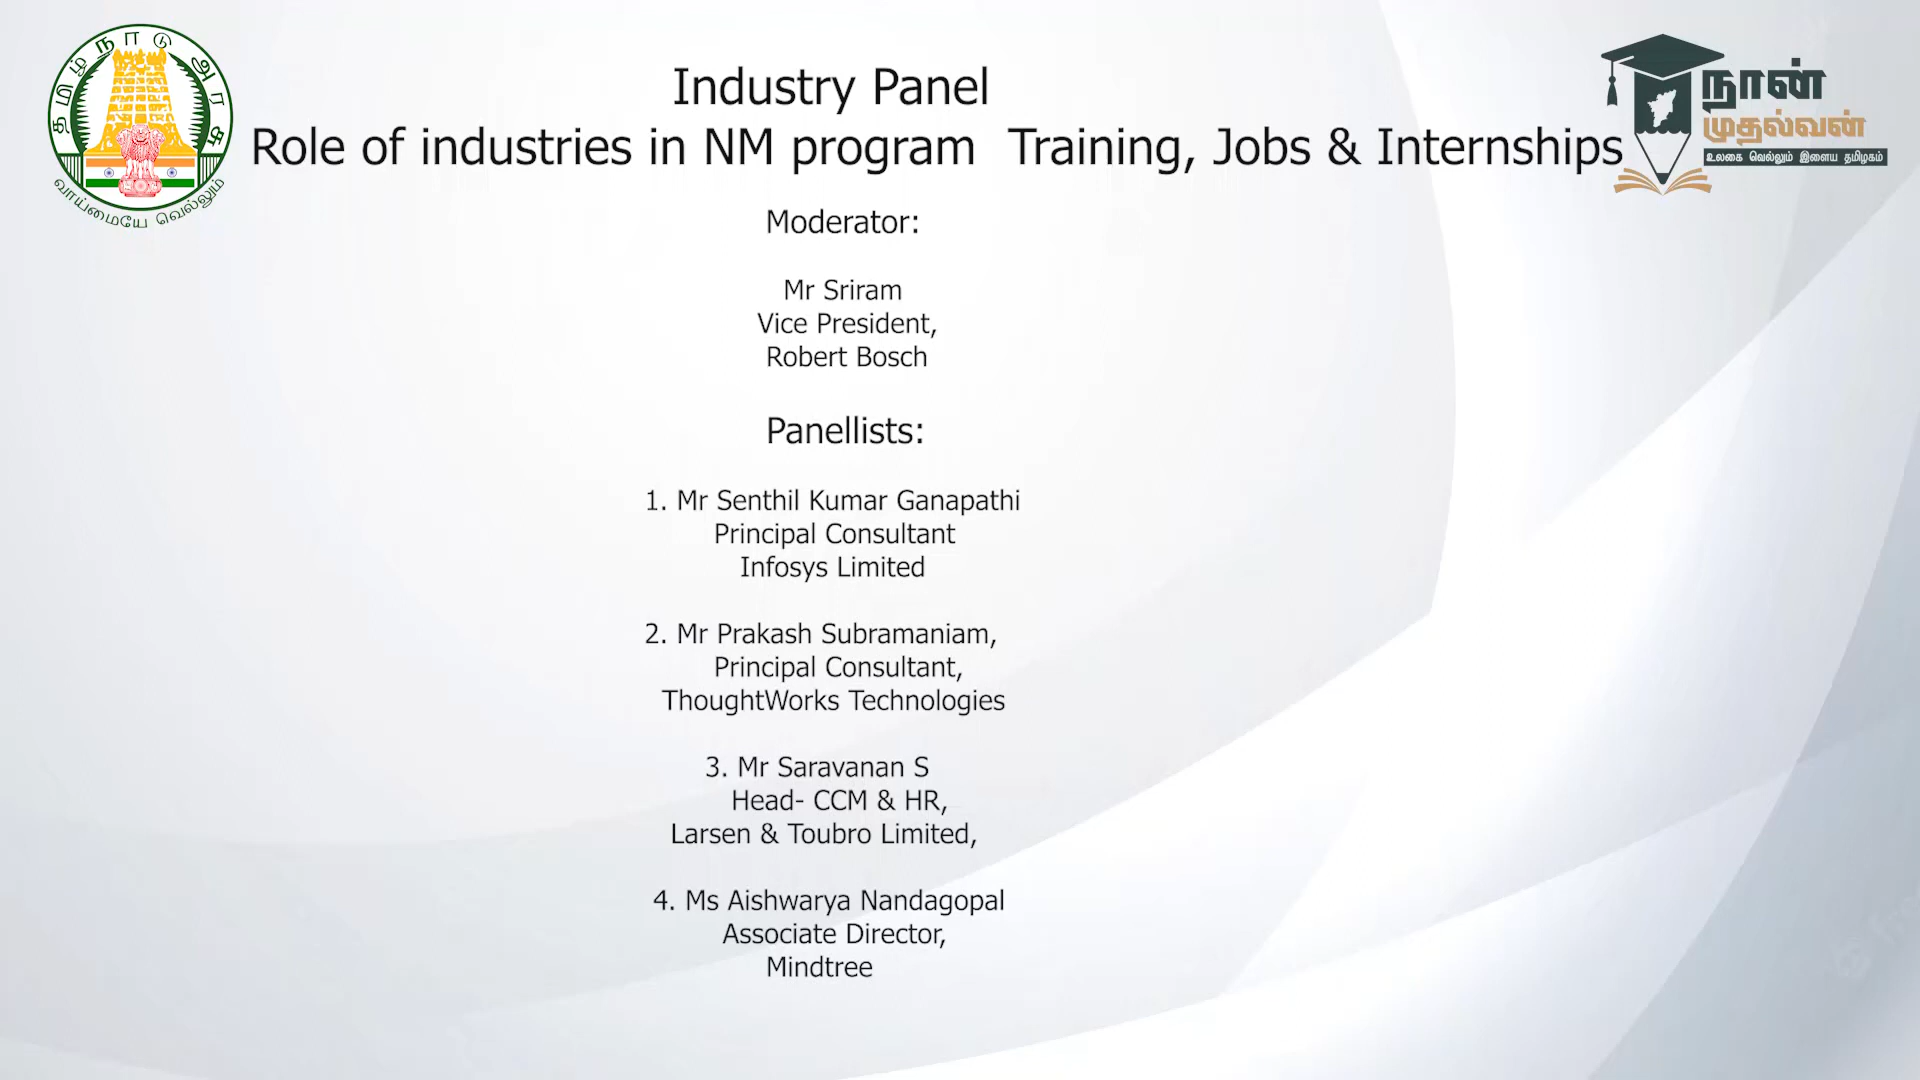 தமிழ் நாடு அரசு
வாய்மையே வெல்லும்
நான்
முதல்வன்
உலகை வெல்லும் இளைய தமிழகம்
Industry Panel
Role of industries in NM program Training, Jobs & Internships
Moderator:
Mr Sriram
Vice President,
Robert Bosch
Panellists:
1. Mr Senthil Kumar Ganapathi
Principal Consultant
Infosys Limited
2. Mr Prakash Subramaniam,
Principal Consultant,
ThoughtWorks Technologies
3. Mr Saravanan S
Head- CCM & HR,
Larsen & Toubro Limited,
4. Ms Aishwarya Nandagopal
Associate Director,
Mindtree